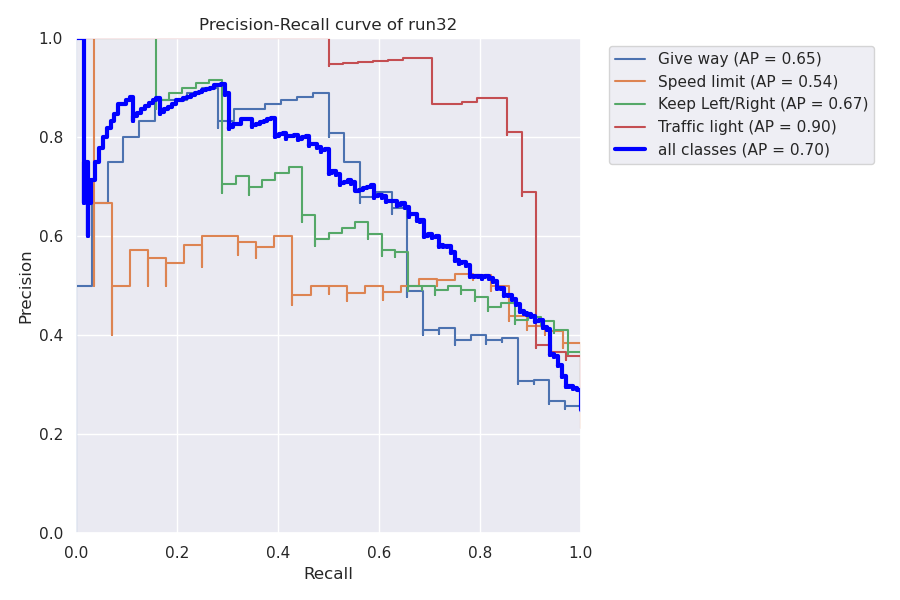 Precision-Recall curve of run32
1.0
0.8
0.6
0.4
0.2
0.0
Precision
0.0 0.2 0.4 0.6 0.8 1.0
Recall
Give way (AP = 0.65)
Speed limit (AP = 0.54)
Keep Left/Right (AP = 0.67)
Traffic light (AP = 0.90)
all classes (AP = 0.70)